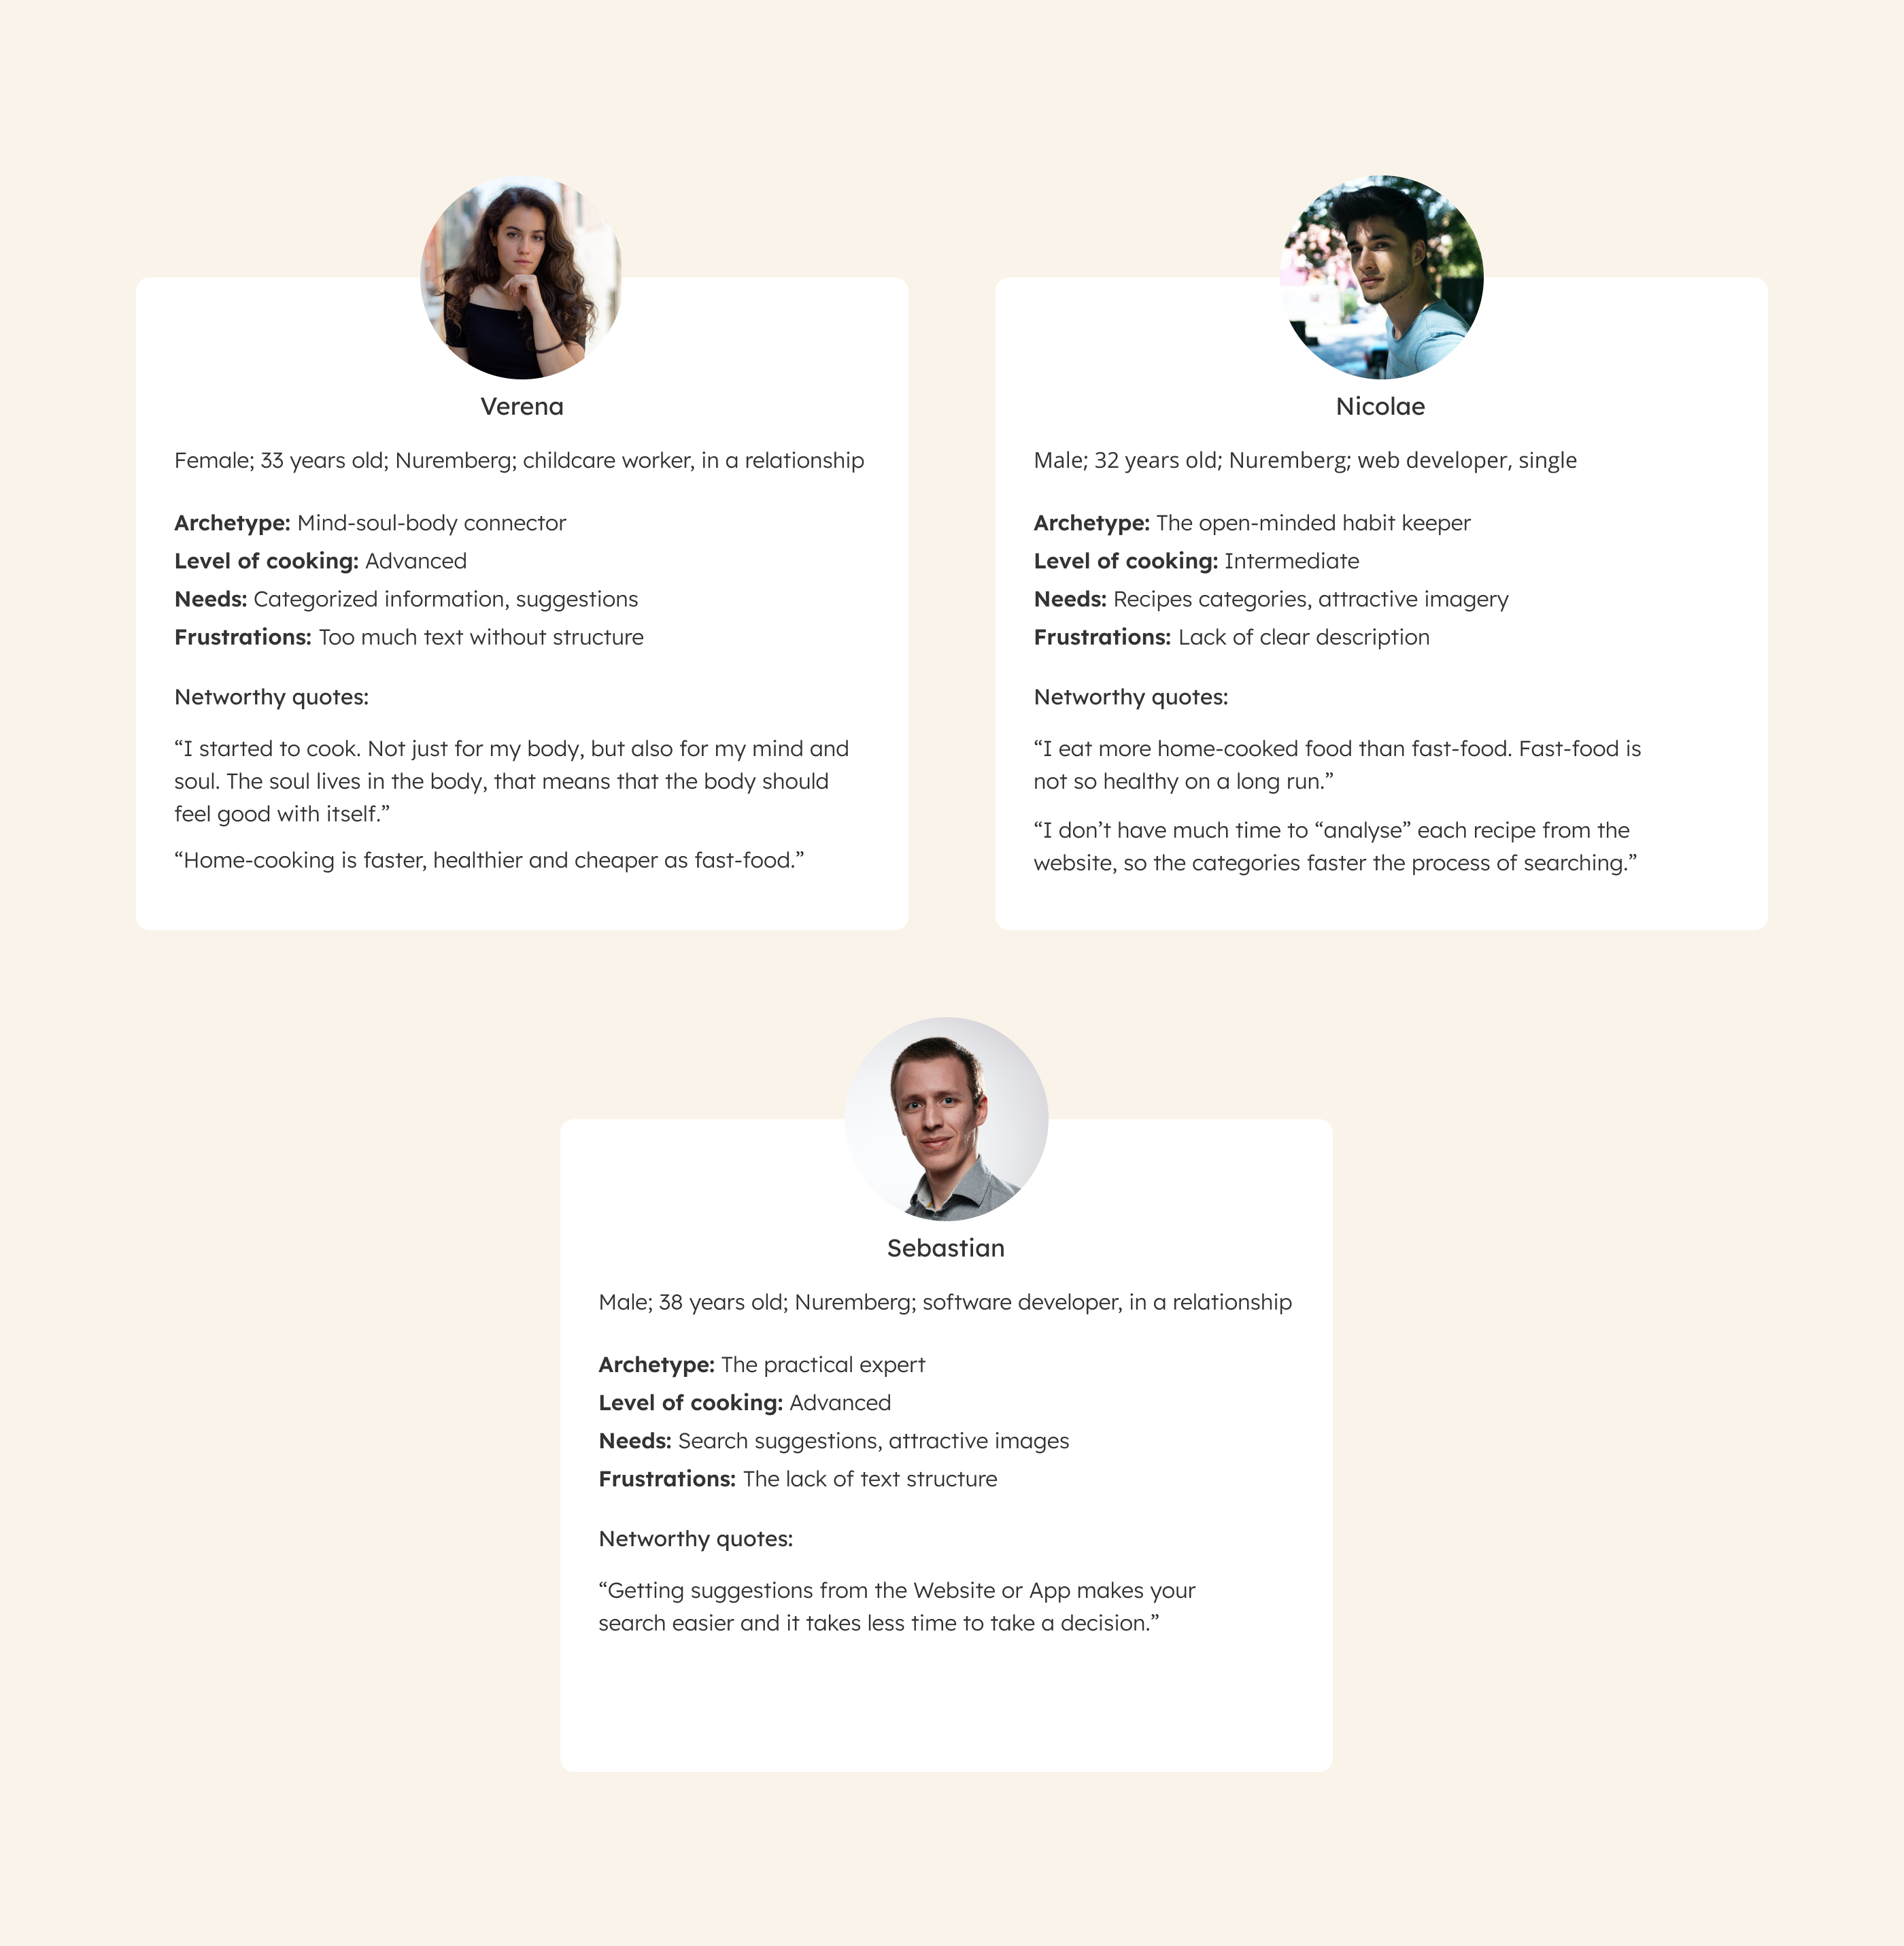 Verena
Female; 33 years old; Nuremberg; childcare worker, in a relationship
Archetype: Mind-soul-body connector
Level of cooking: Advanced
Needs: Categorized information, suggestions
Frustrations: Too much text without structure
Networthy quotes:
“I started to cook. Not just for my body, but also for my mind and
soul. The soul lives in the body, that means that the body should
feel good with itself.”
“Home-cooking is faster, healthier and cheaper as fast-food.”
Nicolae
Male; 32 years old; Nuremberg; web developer, single
Archetype: The open-minded habit keeper
Level of cooking: Intermediate
Needs: Recipes categories, attractive imagery
Frustrations: Lack of clear description
Networthy quotes:
“I eat more home-cooked food than fast-food. Fast-food is
not so healthy on a long run.”
“I don’t have much time to “analyse” each recipe from the
website, so the categories faster the process of searching.”
Sebastian
Male; 38 years old; Nuremberg; software developer, in a relationship
Archetype: The practical expert
Level of cooking: Advanced
Needs: Search suggestions, attractive images
Frustrations: The lack of text structure
Networthy quotes:
“Getting suggestions from the Website or App makes your
search easier and it takes less time to take a decision.”